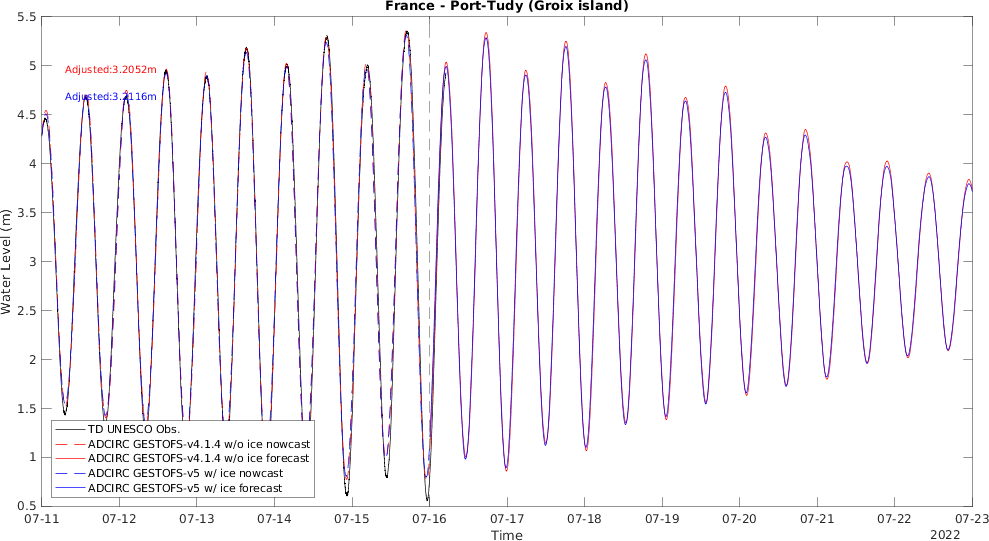 France - Port-Tudy (Groix island)
5.5
5
4.5
4
3.5
3
2.5
2
1.5
1
0.5
Water Level (m)
Adjusted:3.2052m
TD UNESCO Obs.
ADCIRC GESTOFS-v4.1.4 w/o ice nowcast
ADCIRC GESTOFS-v4.1.4 w/o ice forecast
ADCIRC GESTOFS-v5 w/ ice nowcast
ADCIRC GESTOFS-v5 w/ ice forecast
07-11 07-12 07-13 07-14 07-15 07-16 07-17 07-18 07-19 07-20 07-21 07-22 07-23
Time
2022